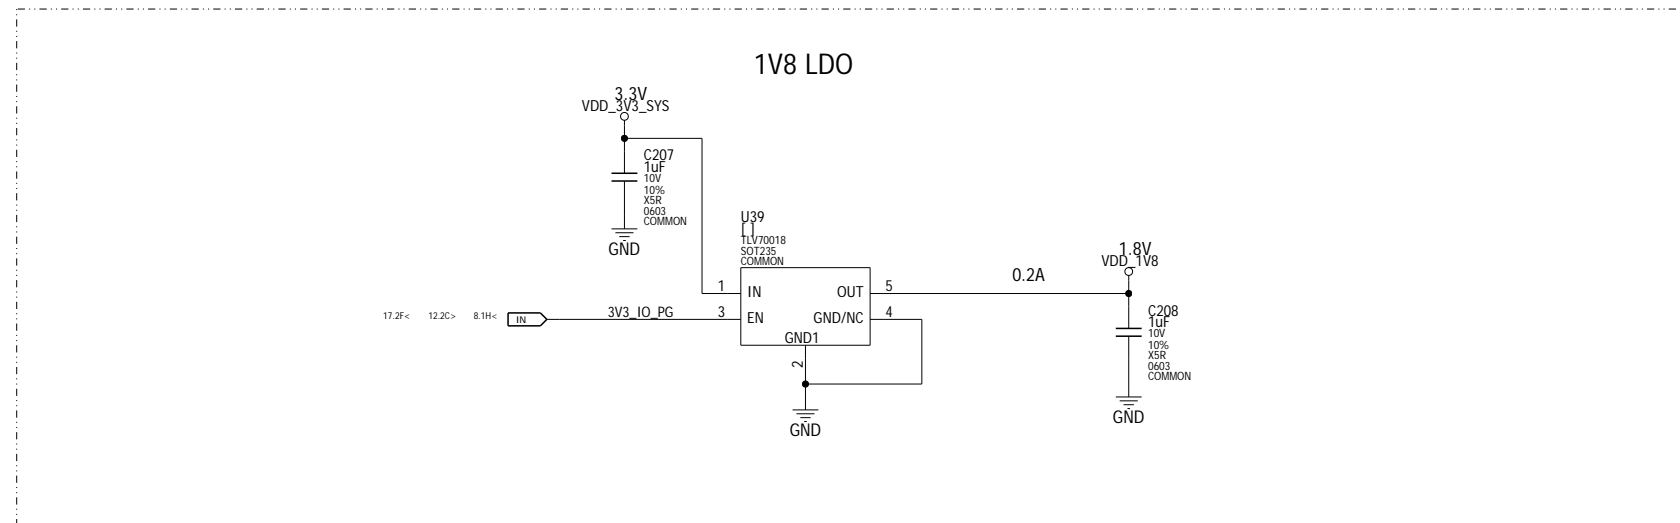 1V8 LDO
3.3V
VDD_3V3_SYS
C207
1uF
10V
10%
X5R
0603
COMMON
GND
U39
[ ]
TLV70018
SOT235
COMMON
1 IN OUT 5
17.2F< 12.2C> 8.1H< IN 3V3_IO_PG 3 EN GND/NC 4
GND1
2
GND
0.2A
1.8V
VDD_1V8
C208
1uF
10V
10%
X5R
0603
COMMON
GND